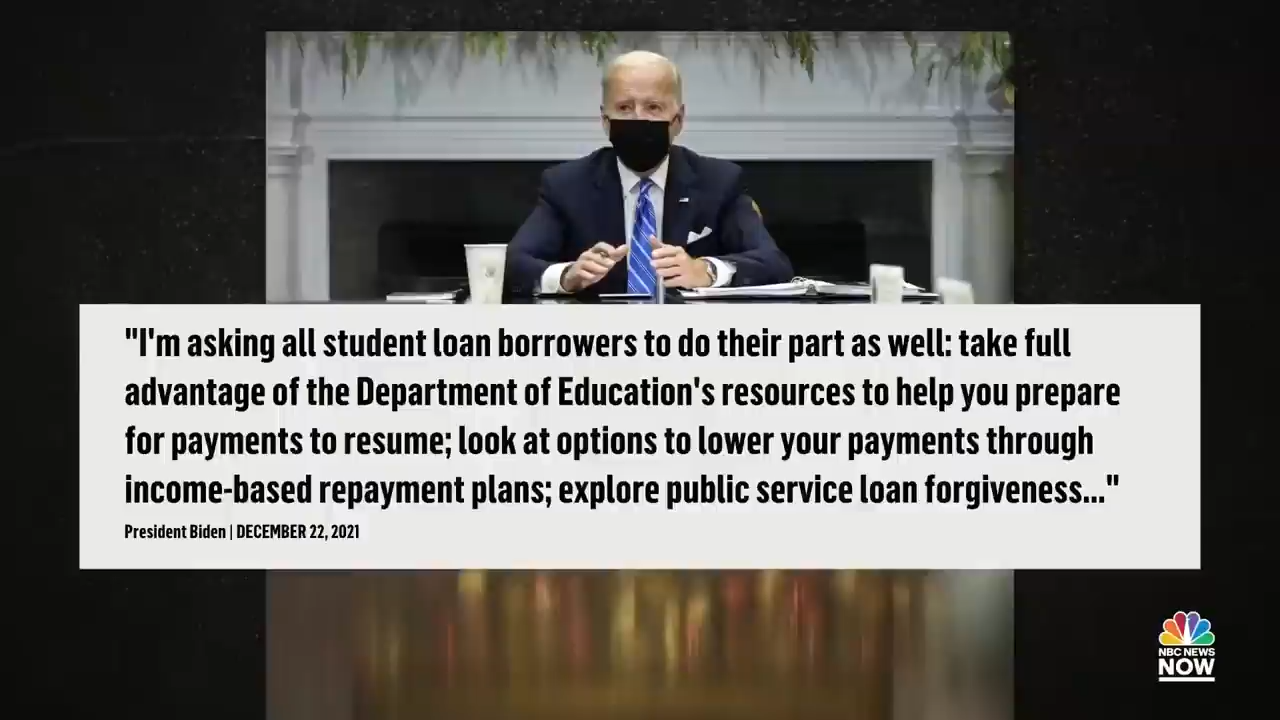 "I'm asking all student loan borrowers to do their part as well: take full
advantage of the Department of Education's resources to help you prepare
for payments to resume; look at options to lower your payments through
income-based repayment plans; explore public service loan forgiveness..."
President Biden | DECEMBER 22, 2021
NBC NEWS
NOW